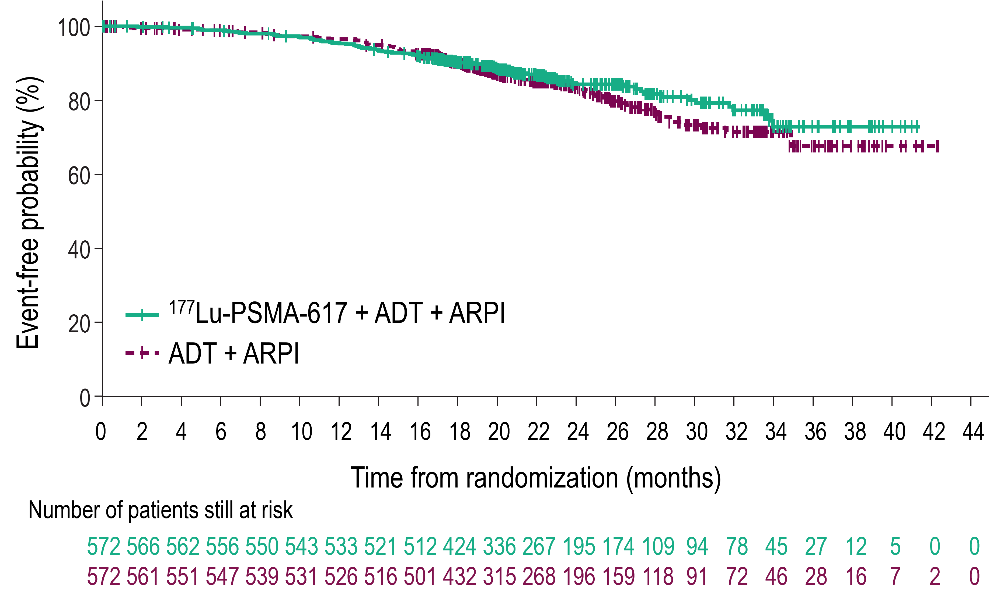 Event-free probability (%)
100
80
60
40
20
0
¹⁷⁷Lu-PSMA-617 + ADT + ARPI
ADT + ARPI
0 2 4 6 8 10 12 14 16 18 20 22 24 26 28 30 32 34 36 38 40 42 44
Time from randomization (months)
Number of patients still at risk
572 566 562 556 550 543 533 521 512 424 336 267 195 174 109 94 78 45 27 12 5 0 0
572 561 551 547 539 531 526 516 501 432 315 268 196 159 118 91 72 46 28 16 7 2 0